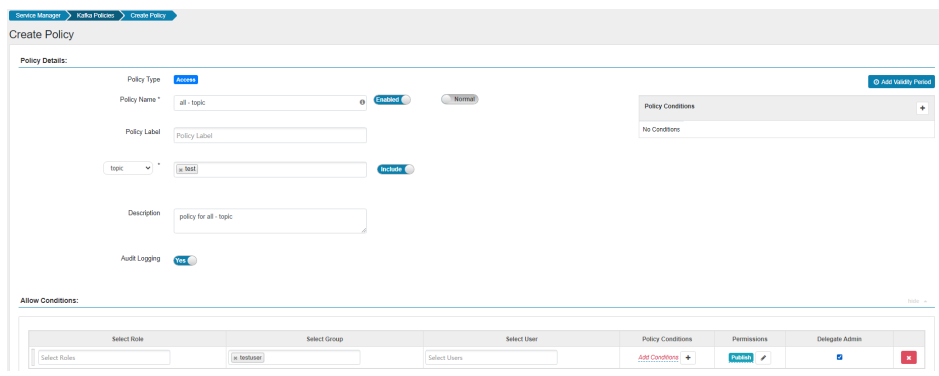 Service Manager Kafka Policies Create Policy
Create Policy
Policy Details:
Policy Type Access
Add Validity Period
Policy Name * all - topic Enabled Normal
Policy Conditions +
No Conditions
Policy Label Policy Label
topic * × test Include
Description policy for all - topic
Audit Logging Yes
Allow Conditions: hide
Select Role Select Group Select User Policy Conditions Permissions Delegate Admin
Select Roles × testuser Select Users Add Conditions + Publish ×